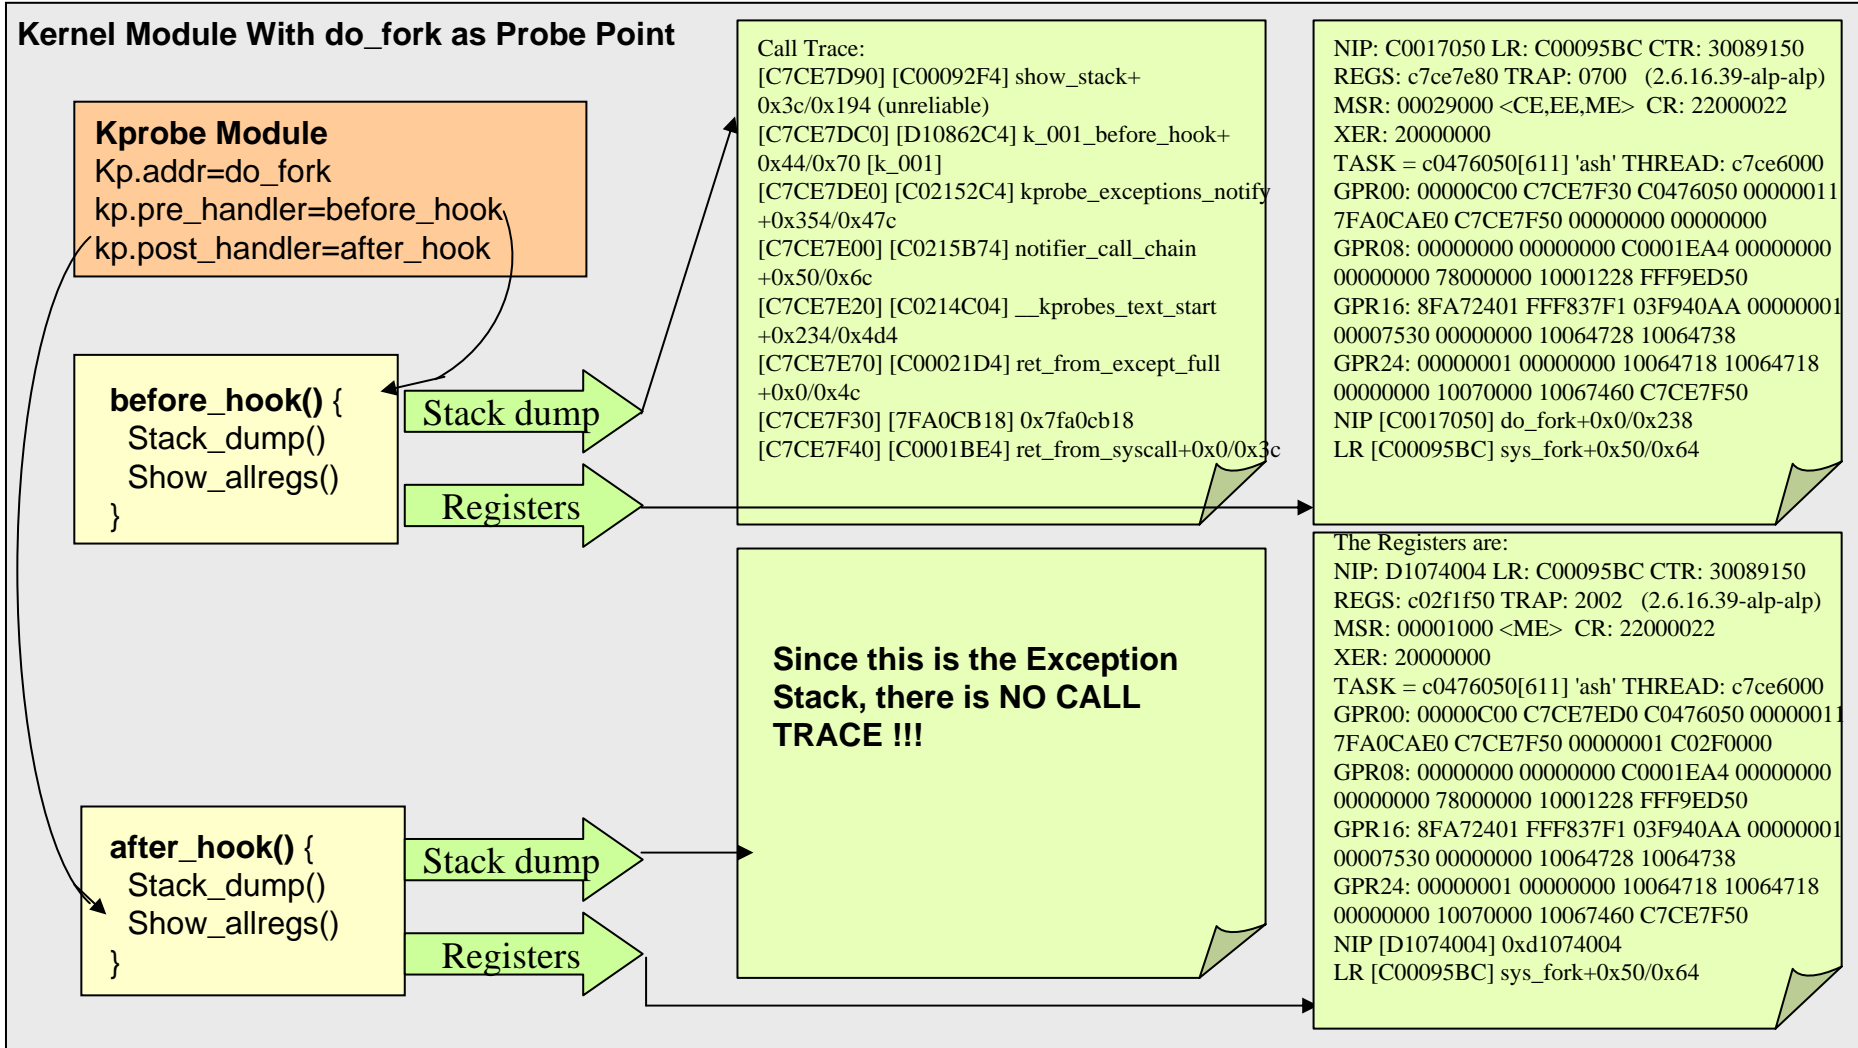 Kernel Module With do_fork as Probe Point
Kprobe Module
Kp.addr=do_fork
kp.pre_handler=before_hook
kp.post_handler=after_hook
before_hook() {
Stack_dump()
Show_allregs()
}
Stack dump
Registers
Call Trace:
[C7CE7D90] [C00092F4] show_stack+
0x3c/0x194 (unreliable)
[C7CE7DC0] [D10862C4] k_001_before_hook+
0x44/0x70 [k_001]
[C7CE7DE0] [C02152C4] kprobe_exceptions_notify
+0x354/0x47c
[C7CE7E00] [C0215B74] notifier_call_chain
+0x50/0x6c
[C7CE7E20] [C0214C04] __kprobes_text_start
+0x234/0x4d4
[C7CE7E70] [C00021D4] ret_from_except_full
+0x0/0x4c
[C7CE7F30] [7FA0CB18] 0x7fa0cb18
[C7CE7F40] [C0001BE4] ret_from_syscall+0x0/0x3c
NIP: C0017050 LR: C00095BC CTR: 30089150
REGS: c7ce7e80 TRAP: 0700 (2.6.16.39-alp-alp)
MSR: 00029000 <CE,EE,ME> CR: 22000022
XER: 20000000
TASK = c0476050[611] 'ash' THREAD: c7ce6000
GPR00: 00000C00 C7CE7F30 C0476050 00000011
7FA0CAE0 C7CE7F50 00000000 00000000
GPR08: 00000000 00000000 C0001EA4 00000000
00000000 78000000 10001228 FFF9ED50
GPR16: 8FA72401 FFF837F1 03F940AA 00000001
00007530 00000000 10064728 10064738
GPR24: 00000001 00000000 10064718 10064718
00000000 10070000 10067460 C7CE7F50
NIP [C0017050] do_fork+0x0/0x238
LR [C00095BC] sys_fork+0x50/0x64
after_hook() {
Stack_dump()
Show_allregs()
}
Stack dump
Registers
Since this is the Exception
Stack, there is NO CALL
TRACE !!!
The Registers are:
NIP: D1074004 LR: C00095BC CTR: 30089150
REGS: c02f1f50 TRAP: 2002 (2.6.16.39-alp-alp)
MSR: 00001000 <ME> CR: 22000022
XER: 20000000
TASK = c0476050[611] 'ash' THREAD: c7ce6000
GPR00: 00000C00 C7CE7ED0 C0476050 00000011
7FA0CAE0 C7CE7F50 00000001 C02F0000
GPR08: 00000000 00000000 C0001EA4 00000000
00000000 78000000 10001228 FFF9ED50
GPR16: 8FA72401 FFF837F1 03F940AA 00000001
00007530 00000000 10064728 10064738
GPR24: 00000001 00000000 10064718 10064718
00000000 10070000 10067460 C7CE7F50
NIP [D1074004] 0xd1074004
LR [C00095BC] sys_fork+0x50/0x64